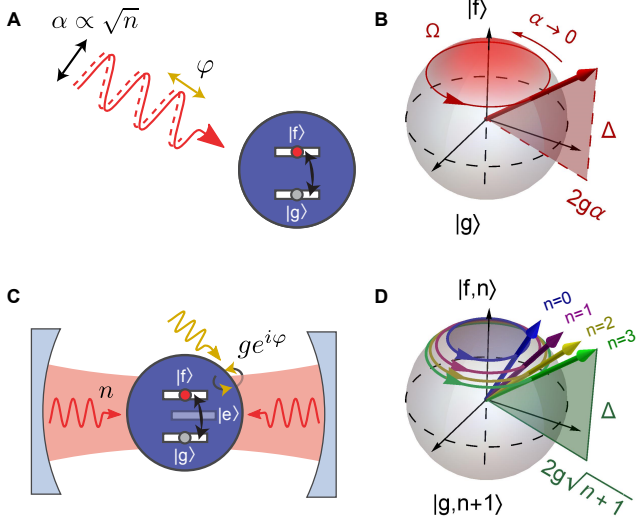 A
α ∝ √n
φ
|f⟩
|g⟩
B
|f⟩
Ω
α → 0
Δ
2gα
|g⟩
C
ge^{iφ}
n
|f⟩
|e⟩
|g⟩
D
|f,n⟩
n=0
n=1
n=2
n=3
Δ
2g√n+1
|g,n+1⟩